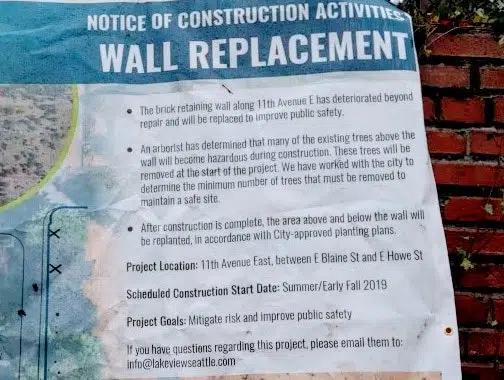 NOTICE OF CONSTRUCTION ACTIVITIES
WALL REPLACEMENT
• The brick retaining wall along 11th Avenue E has deteriorated beyond
repair and will be replaced to improve public safety.
• An arborist has determined that many of the existing trees above the
wall will become hazardous during construction. These trees will be
removed at the start of the project. We have worked with the city to
determine the minimum number of trees that must be removed to
maintain a safe site.
• After construction is complete, the area above and below the wall will
be replanted, in accordance with City-approved planting plans.
Project Location: 11th Avenue East, between E Blaine St and E Howe St
Scheduled Construction Start Date: Summer/Early Fall 2019
Project Goals: Mitigate risk and improve public safety
If you have questions regarding this project, please email them to:
info@lakeviewseattle.com